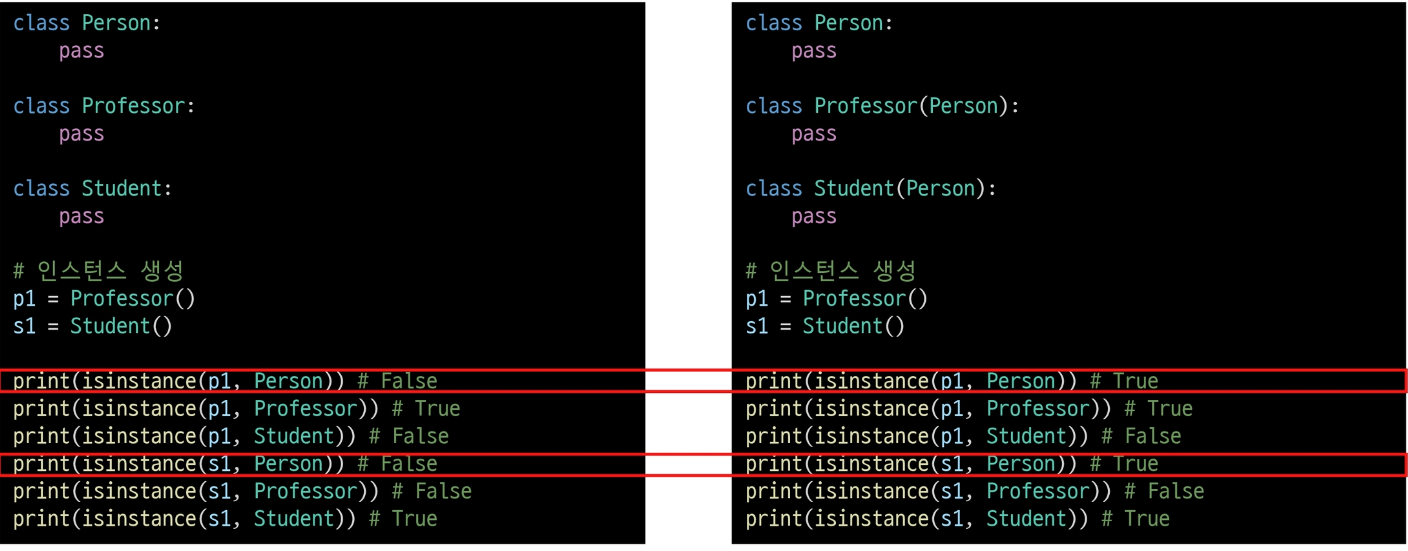 class Person:
    pass

class Professor:
    pass

class Student:
    pass

# 인스턴스 생성
p1 = Professor()
s1 = Student()

print(isinstance(p1, Person)) # False
print(isinstance(p1, Professor)) # True
print(isinstance(p1, Student)) # False
print(isinstance(s1, Person)) # False
print(isinstance(s1, Professor)) # False
print(isinstance(s1, Student)) # True

class Person:
    pass

class Professor(Person):
    pass

class Student(Person):
    pass

# 인스턴스 생성
p1 = Professor()
s1 = Student()

print(isinstance(p1, Person)) # True
print(isinstance(p1, Professor)) # True
print(isinstance(p1, Student)) # False
print(isinstance(s1, Person)) # True
print(isinstance(s1, Professor)) # False
print(isinstance(s1, Student)) # True